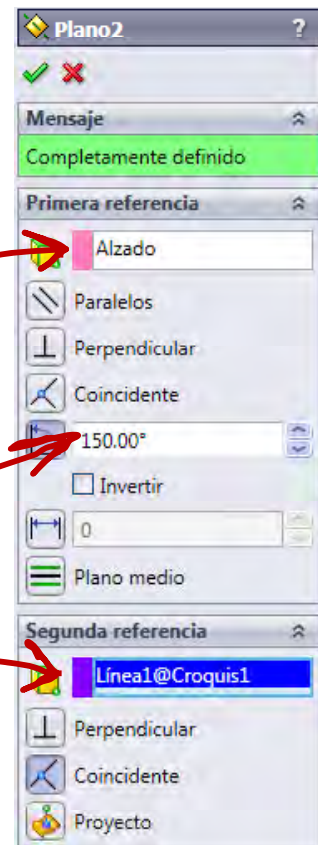 Plano2 ?
Mensaje
Completamente definido
Primera referencia
Alzado
Paralelos
Perpendicular
Coincidente
150.00°
Invertir
0
Plano medio
Segunda referencia
Línea1@Croquis1
Perpendicular
Coincidente
Proyecto